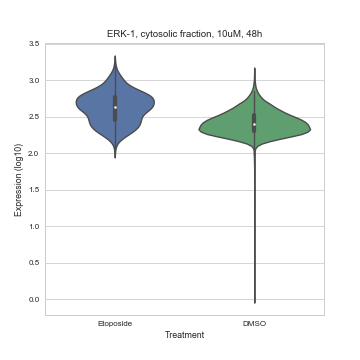 ERK-1, cytosolic fraction, 10uM, 48h
3.5
3.0
2.5
2.0
1.5
1.0
0.5
0.0
Expression (log10)
Etoposide
DMSO
Treatment